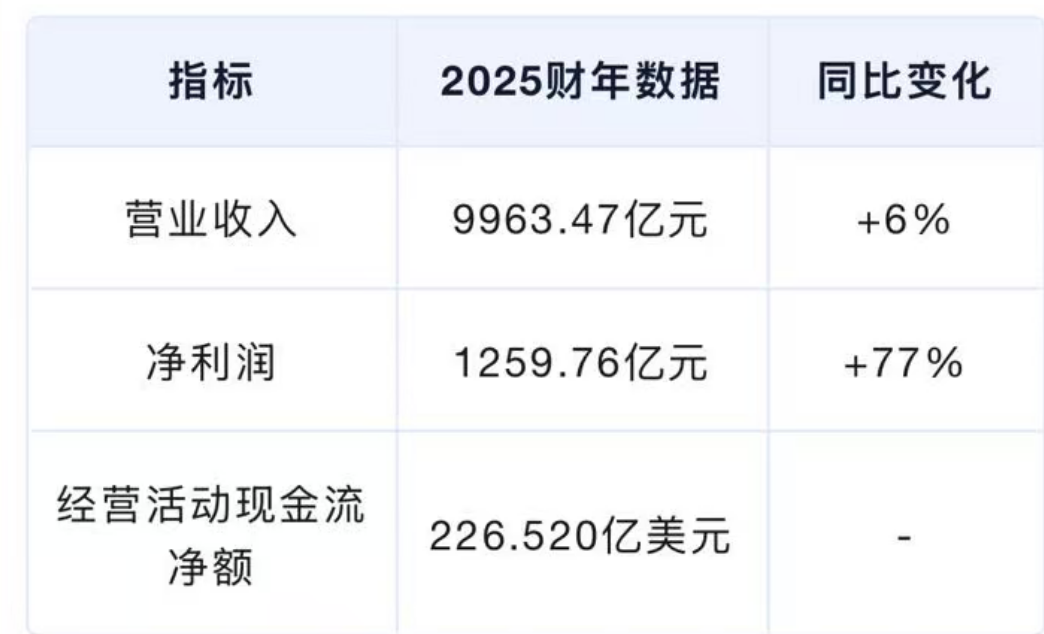 指标 2025财年数据 同比变化
营业收入 9963.47亿元 +6%
净利润 1259.76亿元 +77%
经营活动现金流
净额 226.520亿美元 -